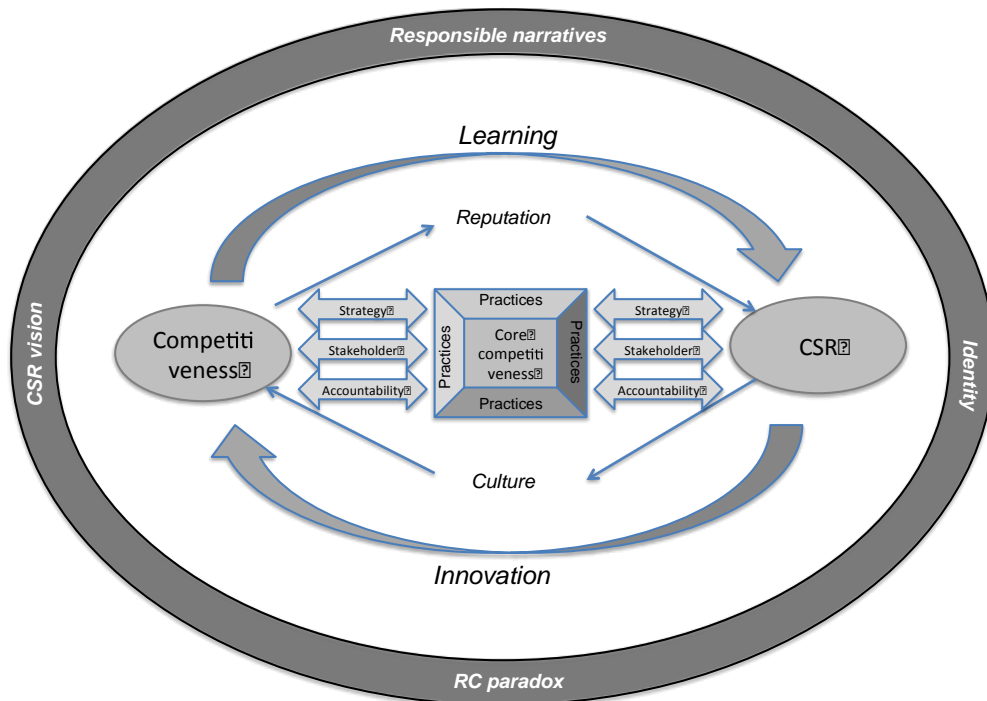 Responsible narratives
Learning
Reputation
CSR vision
Identity
Competiti
veness
Strategy
Stakeholder
Accountability
Practices
Practices
Core
competiti
veness
Practices
Practices
Strategy
Stakeholder
Accountability
CSR
Culture
Innovation
RC paradox